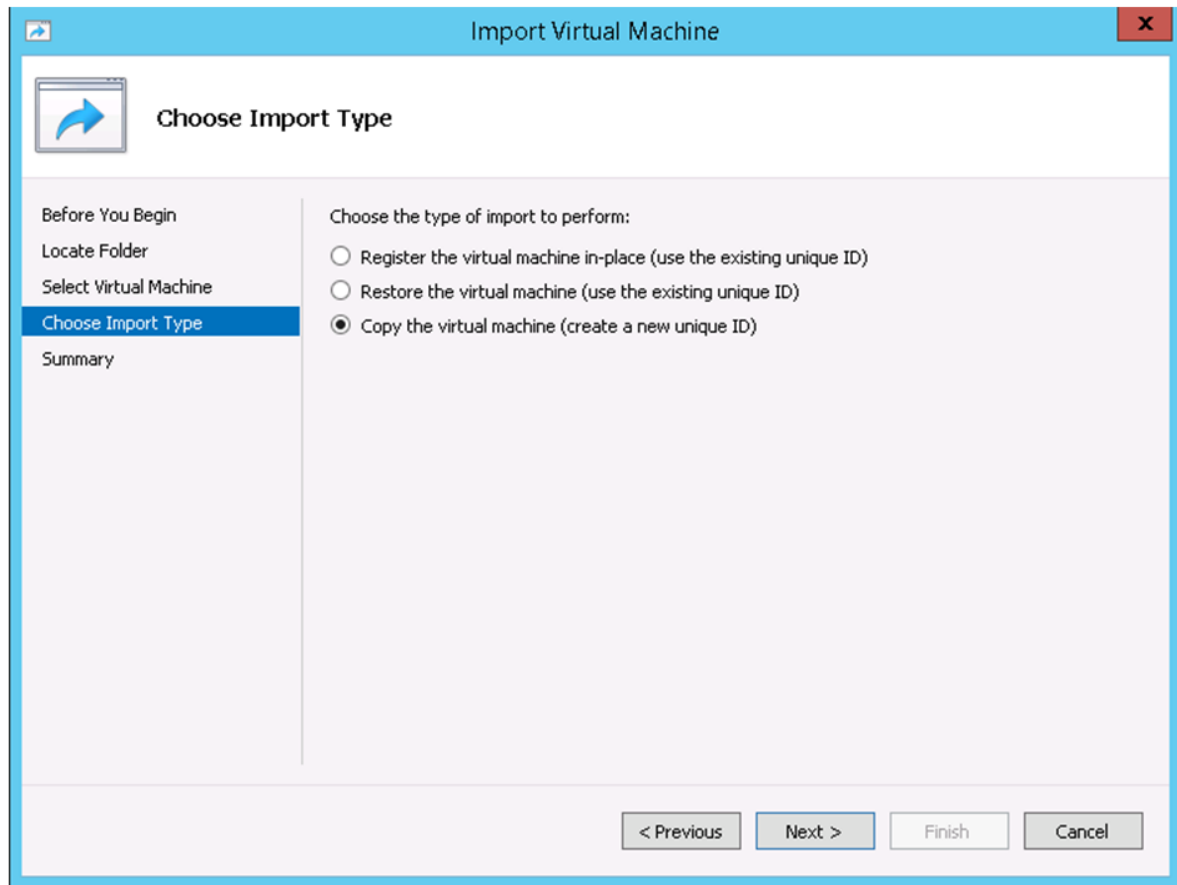 Import Virtual Machine
x
Choose Import Type
Before You Begin
Locate Folder
Select Virtual Machine
Choose Import Type
Summary
Choose the type of import to perform:
Register the virtual machine in-place (use the existing unique ID)
Restore the virtual machine (use the existing unique ID)
Copy the virtual machine (create a new unique ID)
< Previous
Next >
Finish
Cancel